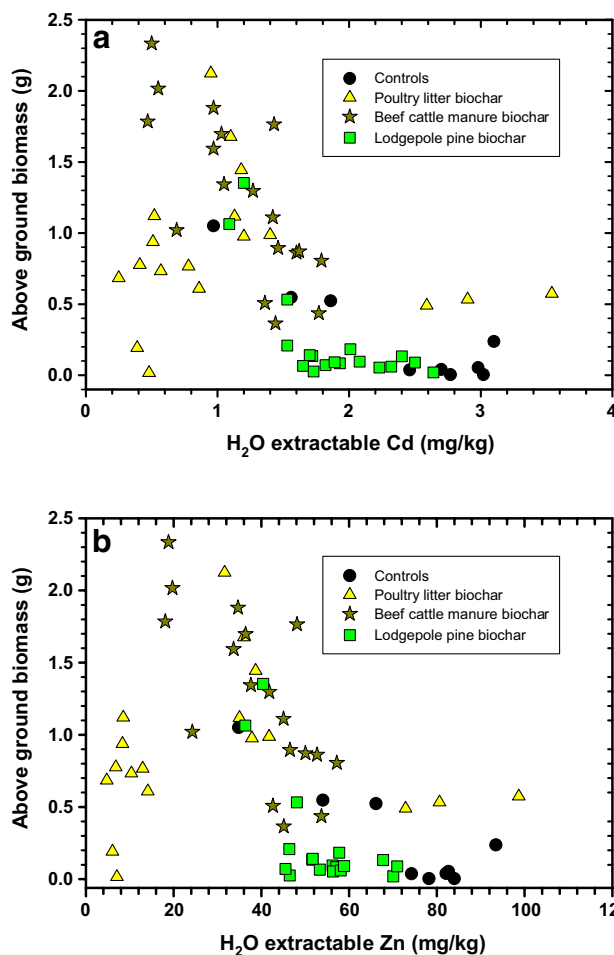 a
2.5
2.0
1.5
1.0
0.5
0.0
Above ground biomass (g)
Controls
Poultry litter biochar
Beef cattle manure biochar
Lodgepole pine biochar
0 1 2 3 4
H₂O extractable Cd (mg/kg)
b
2.5
2.0
1.5
1.0
0.5
0.0
Above ground biomass (g)
Controls
Poultry litter biochar
Beef cattle manure biochar
Lodgepole pine biochar
0 20 40 60 80 100 12
H₂O extractable Zn (mg/kg)